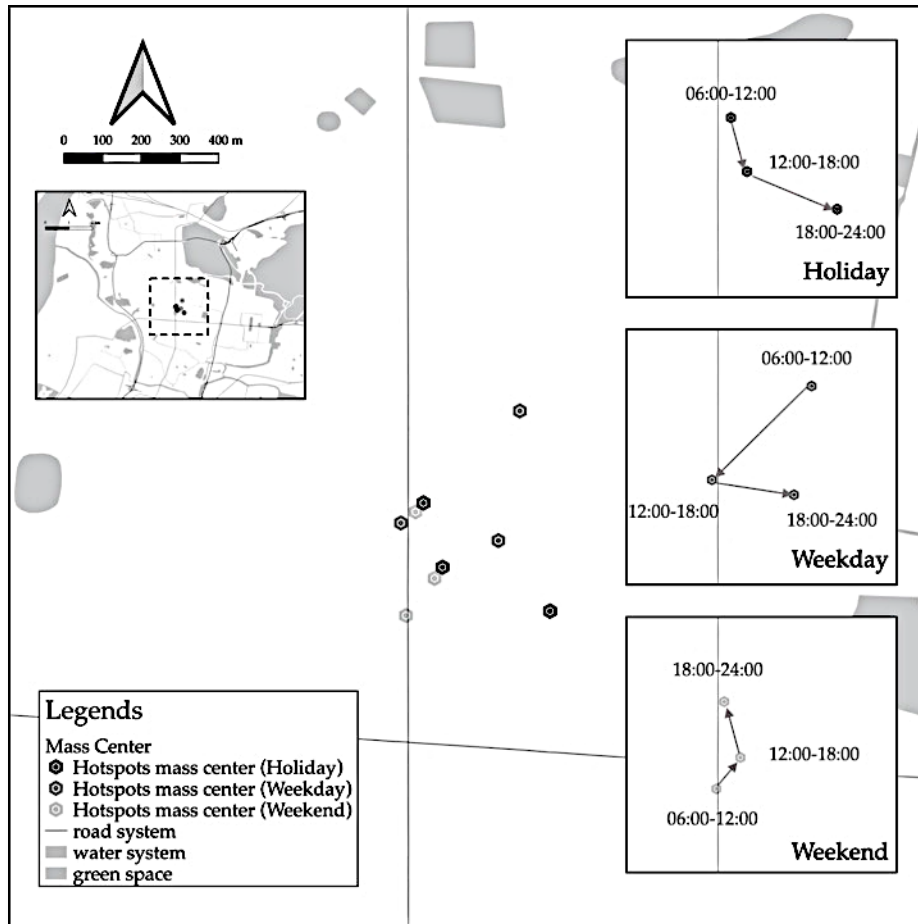 0 100 200 300 400 m
06:00-12:00
12:00-18:00
18:00-24:00
Holiday
06:00-12:00
12:00-18:00
18:00-24:00
Weekday
18:00-24:00
12:00-18:00
06:00-12:00
Weekend
Legends
Mass Center
Hotspots mass center (Holiday)
Hotspots mass center (Weekday)
Hotspots mass center (Weekend)
road system
water system
green space